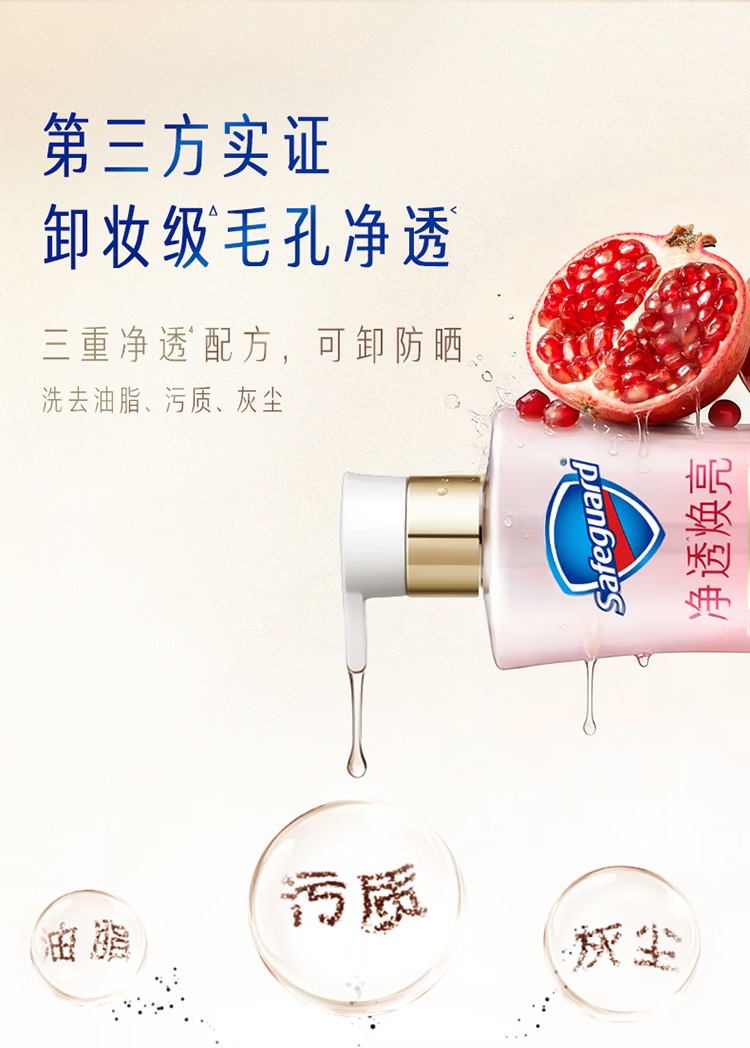 第三方实证
卸妆级△毛孔净透<
三重净透⁴配方，可卸防晒
洗去油脂、污质、灰尘
Safeguard®
净透焕亮
油脂
污质
灰尘